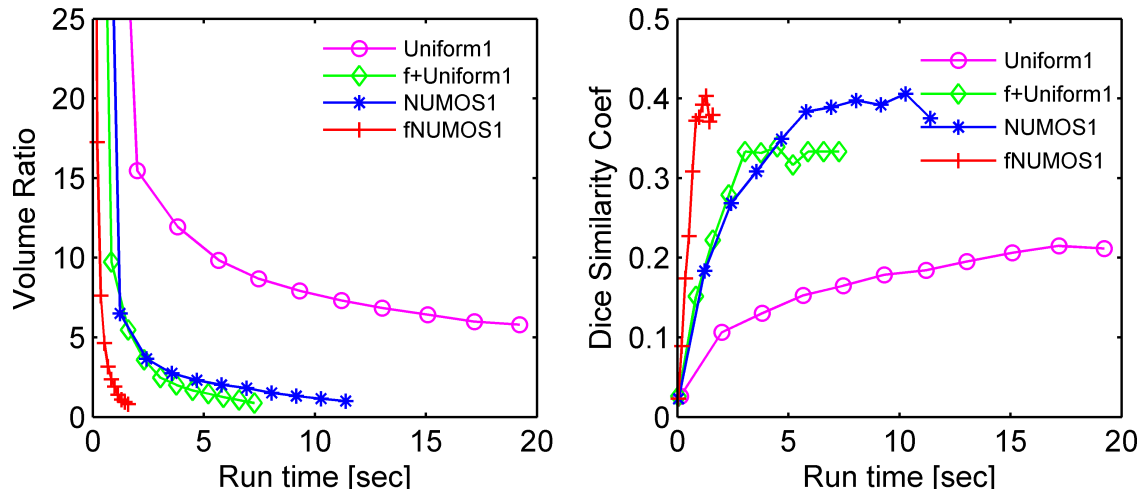 25
20
15
10
5
0
0 5 10 15 20
Volume Ratio
Run time [sec]
Uniform1
f+Uniform1
NUMOS1
fNUMOS1
0.5
0.4
0.3
0.2
0.1
0
0 5 10 15 20
Dice Similarity Coef
Run time [sec]
Uniform1
f+Uniform1
NUMOS1
fNUMOS1